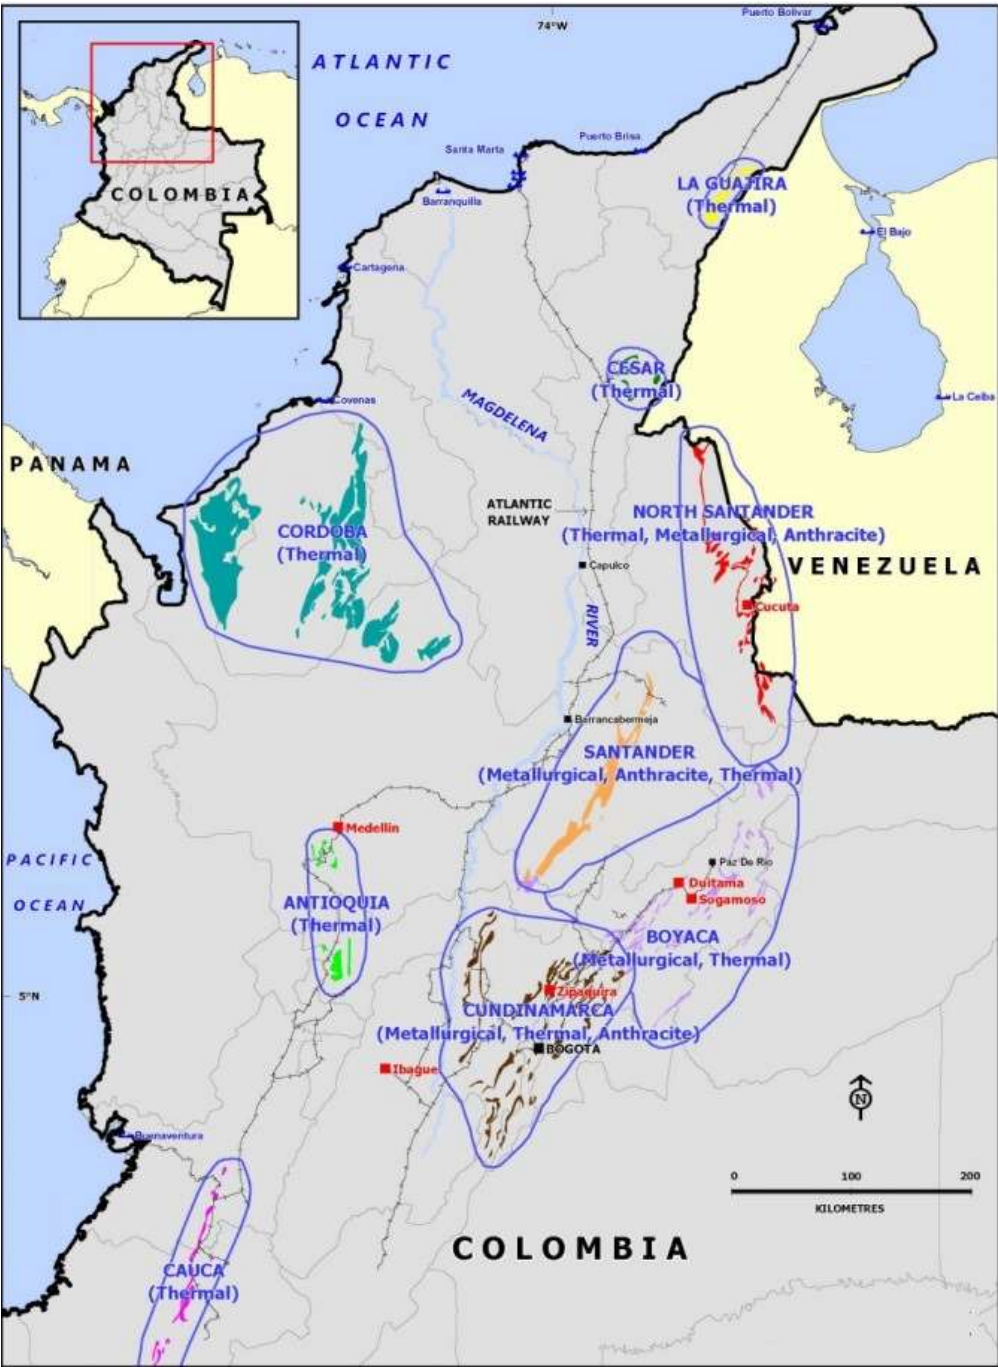 Puerto Bolivar
74°W
ATLANTIC
OCEAN
Puerto Brisa
Santa Marta
LA GUAJIRA
(Thermal)
COLOMBIA
Barranquilla
El Bajo
Cartagena
CESAR
(Thermal)
La Ceiba
Covenas
MAGDELENA
PANAMA
ATLANTIC
RAILWAY
NORTH SANTANDER
(Thermal, Metallurgical, Anthracite)
CORDOBA
(Thermal)
VENEZUELA
Capulco
Cucuta
RIVER
Barrancabermeja
SANTANDER
(Metallurgical, Anthracite, Thermal)
Medellin
PACIFIC
OCEAN
Paz De Rio
Duitama
Sogamoso
ANTIOQUIA
(Thermal)
BOYACA
(Metallurgical, Thermal)
5°N
Zipaquira
CUNDINAMARCA
(Metallurgical, Thermal, Anthracite)
BOGOTA
Ibague
N
Buenaventura
0 100 200
KILOMETRES
COLOMBIA
CAUCA
(Thermal)